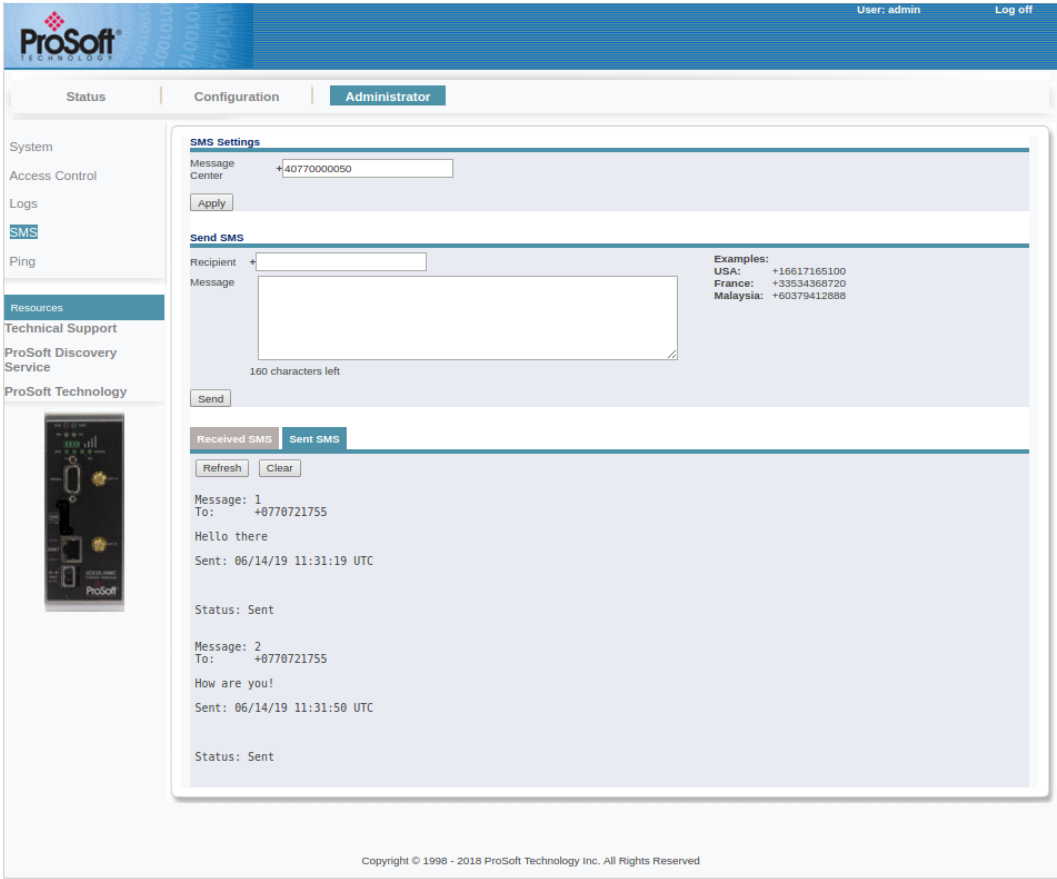 User: admin Log off
ProSoft
TECHNOLOGY
Status Configuration Administrator
System
Access Control
Logs
SMS
Ping
Resources
Technical Support
ProSoft Discovery
Service
ProSoft Technology
ProSoft
SMS Settings
Message
Center
+40770000050
Apply
Send SMS
Recipient +
Message
160 characters left
Examples:
USA: +16617165100
France: +33534368720
Malaysia: +60379412888
Send
Received SMS Sent SMS
Refresh Clear
Message: 1
To: +0770721755
Hello there
Sent: 06/14/19 11:31:19 UTC
Status: Sent
Message: 2
To: +0770721755
How are you!
Sent: 06/14/19 11:31:50 UTC
Status: Sent
Copyright © 1998 - 2018 ProSoft Technology Inc. All Rights Reserved